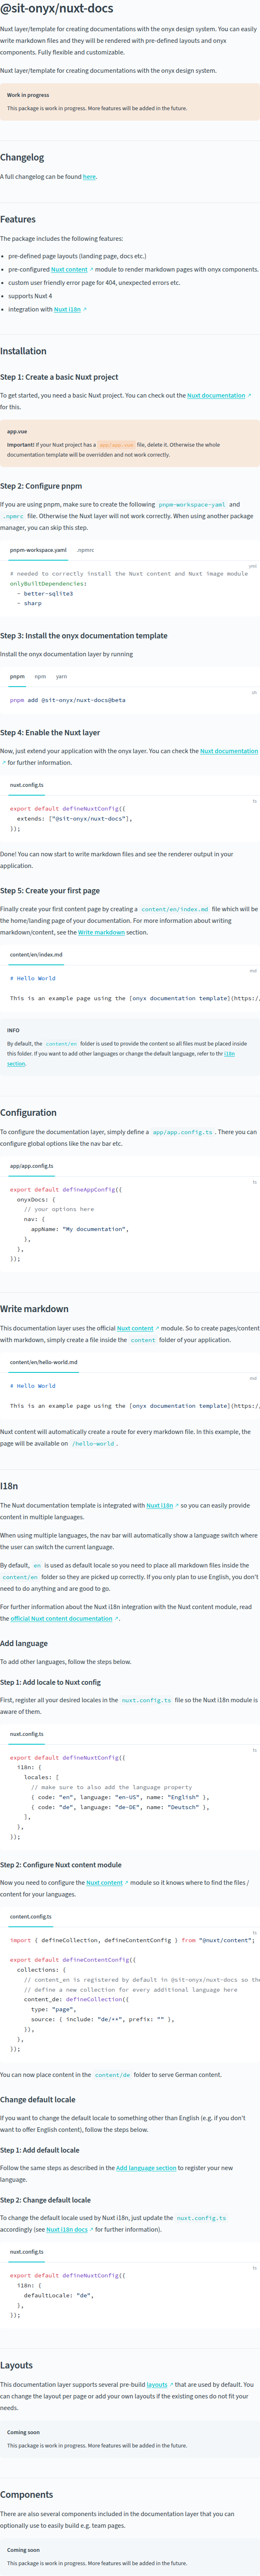 @sit-onyx/nuxt-docs
Nuxt layer/template for creating documentations with the onyx design system. You can easily
write markdown files and they will be rendered with pre-defined layouts and onyx
components. Fully flexible and customizable.
Nuxt layer/template for creating documentations with the onyx design system.
Work in progress
This package is work in progress. More features will be added in the future.
Changelog
A full changelog can be found here.
Features
The package includes the following features:
• pre-defined page layouts (landing page, docs etc.)
• pre-configured Nuxt content ↗ module to render markdown pages with onyx components.
• custom user friendly error page for 404, unexpected errors etc.
• supports Nuxt 4
• integration with Nuxt i18n ↗
Installation
Step 1: Create a basic Nuxt project
To get started, you need a basic Nuxt project. You can check out the Nuxt documentation ↗
for this.
app.vue
Important! If your Nuxt project has a app/app.vue file, delete it. Otherwise the whole
documentation template will be overridden and not work correctly.
Step 2: Configure pnpm
If you are using pnpm, make sure to create the following pnpm-workspace.yaml and
.npmrc file. Otherwise the Nuxt layer will not work correctly. When using another package
manager, you can skip this step.
pnpm-workspace.yaml .npmrc
yml
# needed to correctly install the Nuxt content and Nuxt image module
onlyBuiltDependencies:
- better-sqlite3
- sharp
Step 3: Install the onyx documentation template
Install the onyx documentation layer by running
pnpm npm yarn
sh
pnpm add @sit-onyx/nuxt-docs@beta
Step 4: Enable the Nuxt layer
Now, just extend your application with the onyx layer. You can check the Nuxt documentation
↗ for further information.
nuxt.config.ts
ts
export default defineNuxtConfig({
extends: ["@sit-onyx/nuxt-docs"],
});
Done! You can now start to write markdown files and see the renderer output in your
application.
Step 5: Create your first page
Finally create your first content page by creating a content/en/index.md file which will be
the home/landing page of your documentation. For more information about writing
markdown/content, see the Write markdown section.
content/en/index.md
md
# Hello World
This is an example page using the [onyx documentation template](https:/
INFO
By default, the content/en folder is used to provide the content so all files must be placed inside
this folder. If you want to add other languages or change the default language, refer to thr i18n
section.
Configuration
To configure the documentation layer, simply define a app/app.config.ts . There you can
configure global options like the nav bar etc.
app/app.config.ts
ts
export default defineAppConfig({
onyxDocs: {
// your options here
nav: {
appName: "My documentation",
},
},
});
Write markdown
This documentation layer uses the official Nuxt content ↗ module. So to create pages/content
with markdown, simply create a file inside the content folder of your application.
content/en/hello-world.md
md
# Hello World
This is an example page using the [onyx documentation template](https:/
Nuxt content will automatically create a route for every markdown file. In this example, the
page will be available on /hello-world .
I18n
The Nuxt documentation template is integrated with Nuxt i18n ↗ so you can easily provide
content in multiple languages.
When using multiple languages, the nav bar will automatically show a language switch where
the user can switch the current language.
By default, en is used as default locale so you need to place all markdown files inside the
content/en folder so they are picked up correctly. If you only plan to use English, you don't
need to do anything and are good to go.
For further information about the Nuxt i18n integration with the Nuxt content module, read
the official Nuxt content documentation ↗.
Add language
To add other languages, follow the steps below.
Step 1: Add locale to Nuxt config
First, register all your desired locales in the nuxt.config.ts file so the Nuxt i18n module is
aware of them.
nuxt.config.ts
ts
export default defineNuxtConfig({
i18n: {
locales: [
// make sure to also add the language property
{ code: "en", language: "en-US", name: "English" },
{ code: "de", language: "de-DE", name: "Deutsch" },
],
},
});
Step 2: Configure Nuxt content module
Now you need to configure the Nuxt content ↗ module so it knows where to find the files /
content for your languages.
content.config.ts
ts
import { defineCollection, defineContentConfig } from "@nuxt/content";
export default defineContentConfig({
collections: {
// content_en is registered by default in @sit-onyx/nuxt-docs so the
// define a new collection for every additional language here
content_de: defineCollection({
type: "page",
source: { include: "de/**", prefix: "" },
}),
},
});
You can now place content in the content/de folder to serve German content.
Change default locale
If you want to change the default locale to something other than English (e.g. if you don't
want to offer English content), follow the steps below.
Step 1: Add default locale
Follow the same steps as described in the Add language section to register your new
language.
Step 2: Change default locale
To change the default locale used by Nuxt i18n, just update the nuxt.config.ts
accordingly (see Nuxt i18n docs ↗ for further information).
nuxt.config.ts
ts
export default defineNuxtConfig({
i18n: {
defaultLocale: "de",
},
});
Layouts
This documentation layer supports several pre-build layouts ↗ that are used by default. You
can change the layout per page or add your own layouts if the existing ones do not fit your
needs.
Coming soon
This package is work in progress. More features will be added in the future.
Components
There are also several components included in the documentation layer that you can
optionally use to easily build e.g. team pages.
Coming soon
This package is work in progress. More features will be added in the future.